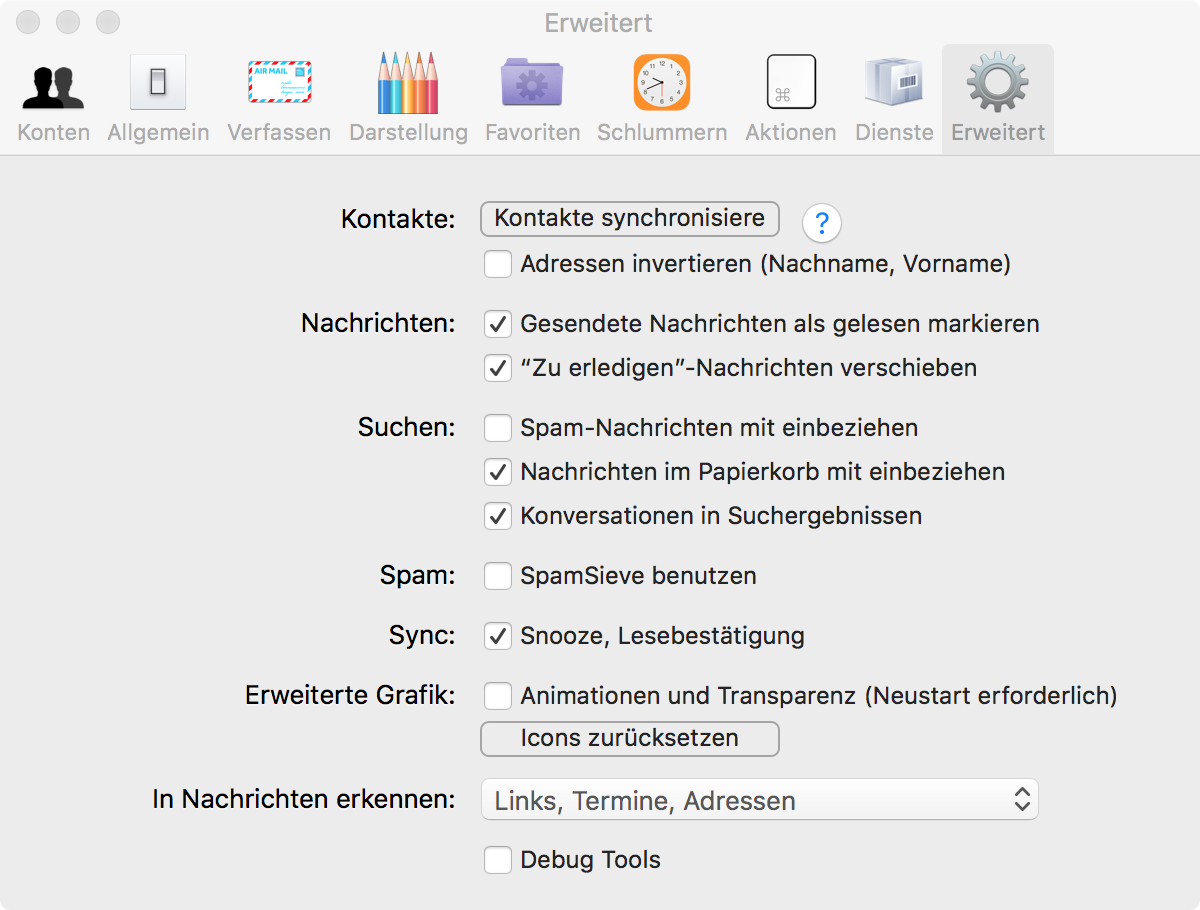 Erweitert
AIR MAIL
⌘
Konten Allgemein Verfassen Darstellung Favoriten Schlummern Aktionen Dienste Erweitert
Kontakte: Kontakte synchronisiere ?
Adressen invertieren (Nachname, Vorname)
Nachrichten: Gesendete Nachrichten als gelesen markieren
“Zu erledigen”-Nachrichten verschieben
Suchen: Spam-Nachrichten mit einbeziehen
Nachrichten im Papierkorb mit einbeziehen
Konversationen in Suchergebnissen
Spam: SpamSieve benutzen
Sync: Snooze, Lesebestätigung
Erweiterte Grafik: Animationen und Transparenz (Neustart erforderlich)
Icons zurücksetzen
In Nachrichten erkennen: Links, Termine, Adressen
Debug Tools